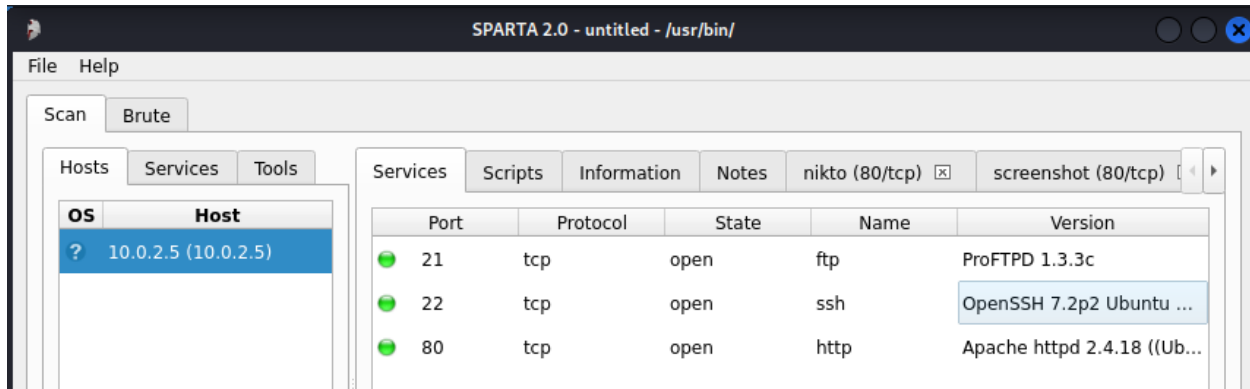 SPARTA 2.0 - untitled - /usr/bin/
File Help
Scan Brute
Hosts Services Tools
OS Host
? 10.0.2.5 (10.0.2.5)
Services Scripts Information Notes nikto (80/tcp) screenshot (80/tcp)
Port Protocol State Name Version
21 tcp open ftp ProFTPD 1.3.3c
22 tcp open ssh OpenSSH 7.2p2 Ubuntu ...
80 tcp open http Apache httpd 2.4.18 ((Ub...